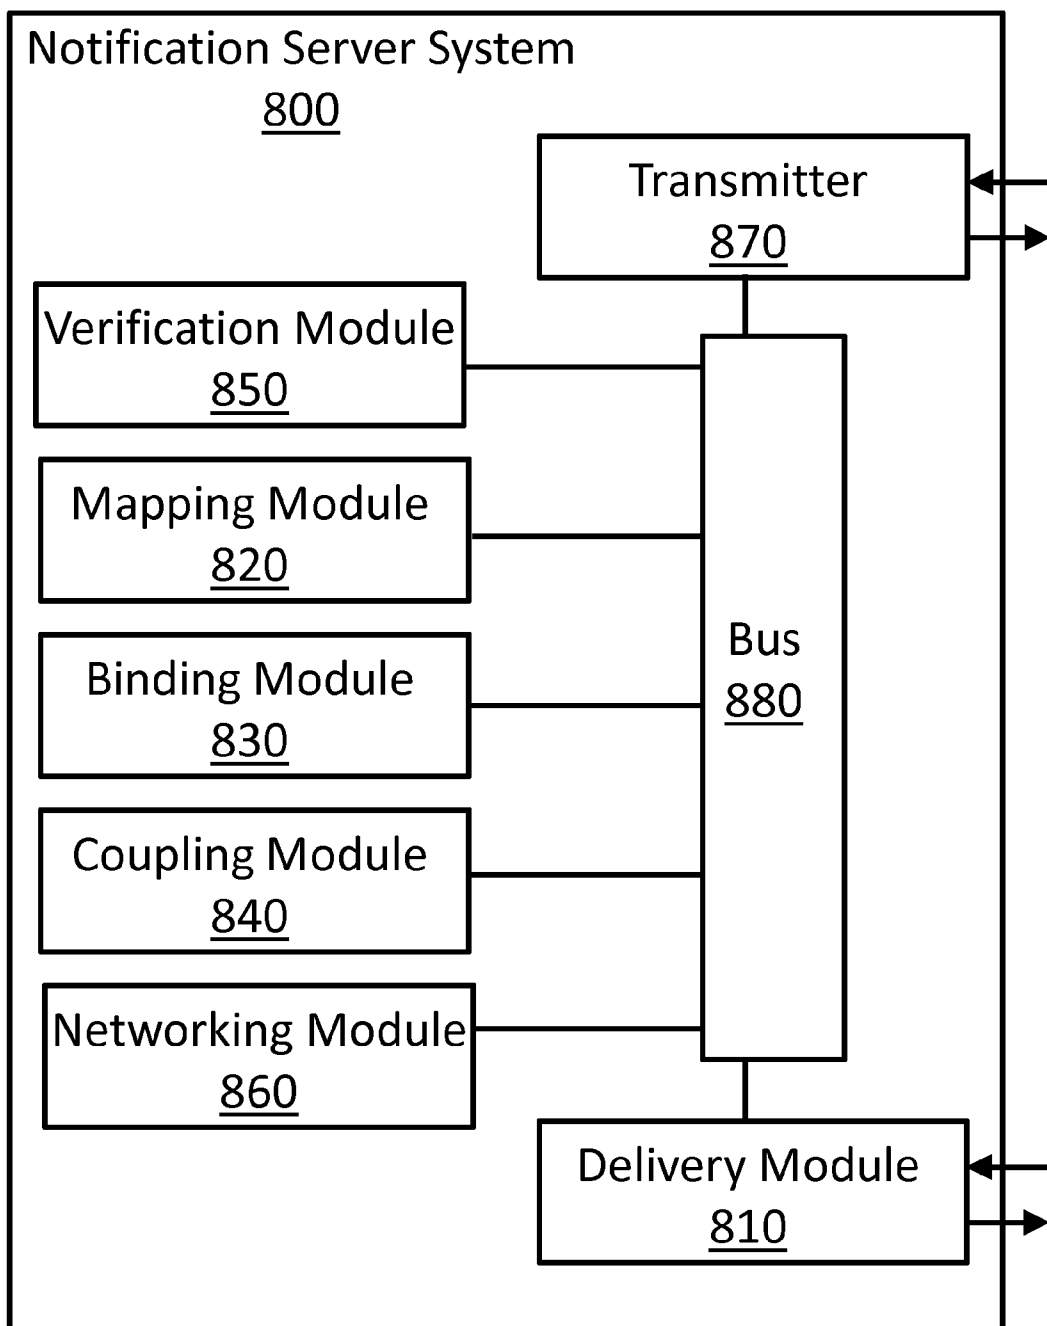 Notification Server System
800
Transmitter
870
Verification Module
850
Mapping Module
820
Binding Module
830
Bus
880
Coupling Module
840
Networking Module
860
Delivery Module
810